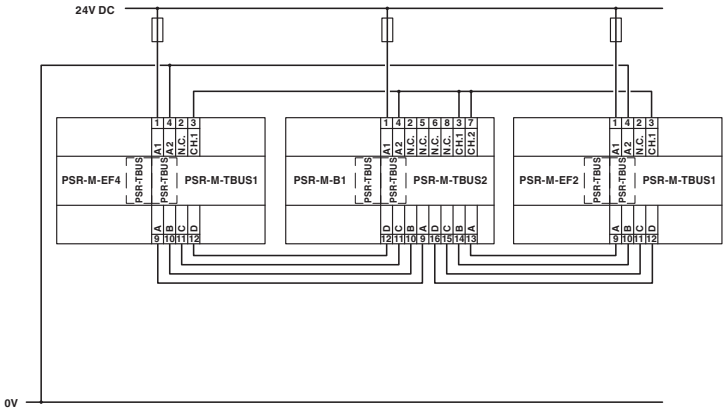 24V DC
1 4 2 3
A1 A2 N.C. CH.1
1 4 2 5 6 8 3 7
A1 A2 N.C. N.C. N.C. N.C. CH.1 CH.2
1 4 2 3
A1 A2 N.C. CH.1
PSR-M-EF4 PSR-TBUS PSR-TBUS PSR-M-TBUS1
PSR-M-B1 PSR-TBUS PSR-TBUS PSR-M-TBUS2
PSR-M-EF2 PSR-TBUS PSR-TBUS PSR-M-TBUS1
A B C D
9 10 11 12
D C B A D C B A
12 11 10 9 16 15 14 13
A B C D
9 10 11 12
0V